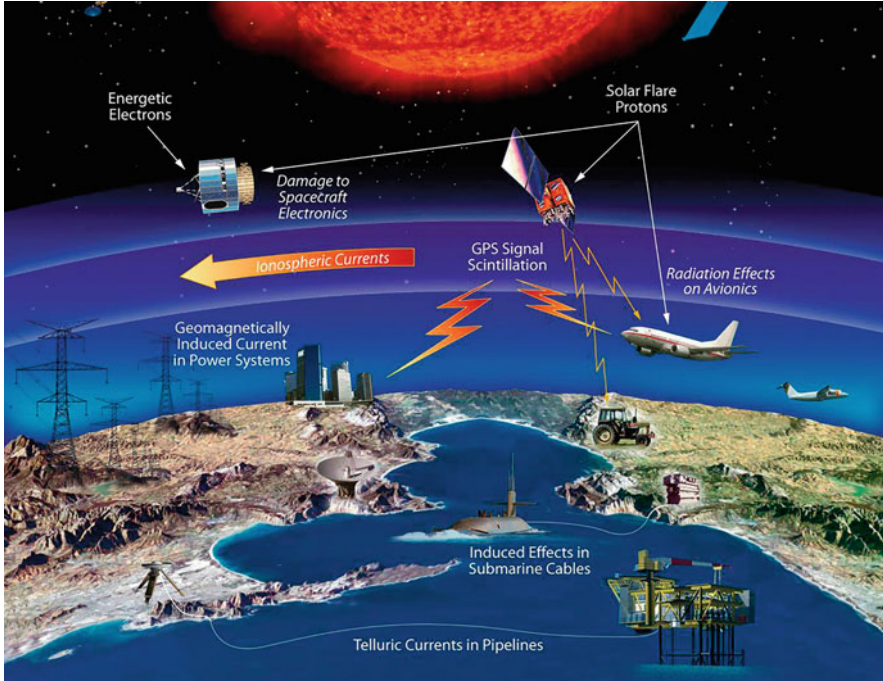 Energetic
Electrons
Solar Flare
Protons
Damage to
Spacecraft
Electronics
Ionospheric Currents
GPS Signal
Scintillation
Radiation Effects
on Avionics
Geomagnetically
Induced Current
in Power Systems
Induced Effects in
Submarine Cables
Telluric Currents in Pipelines